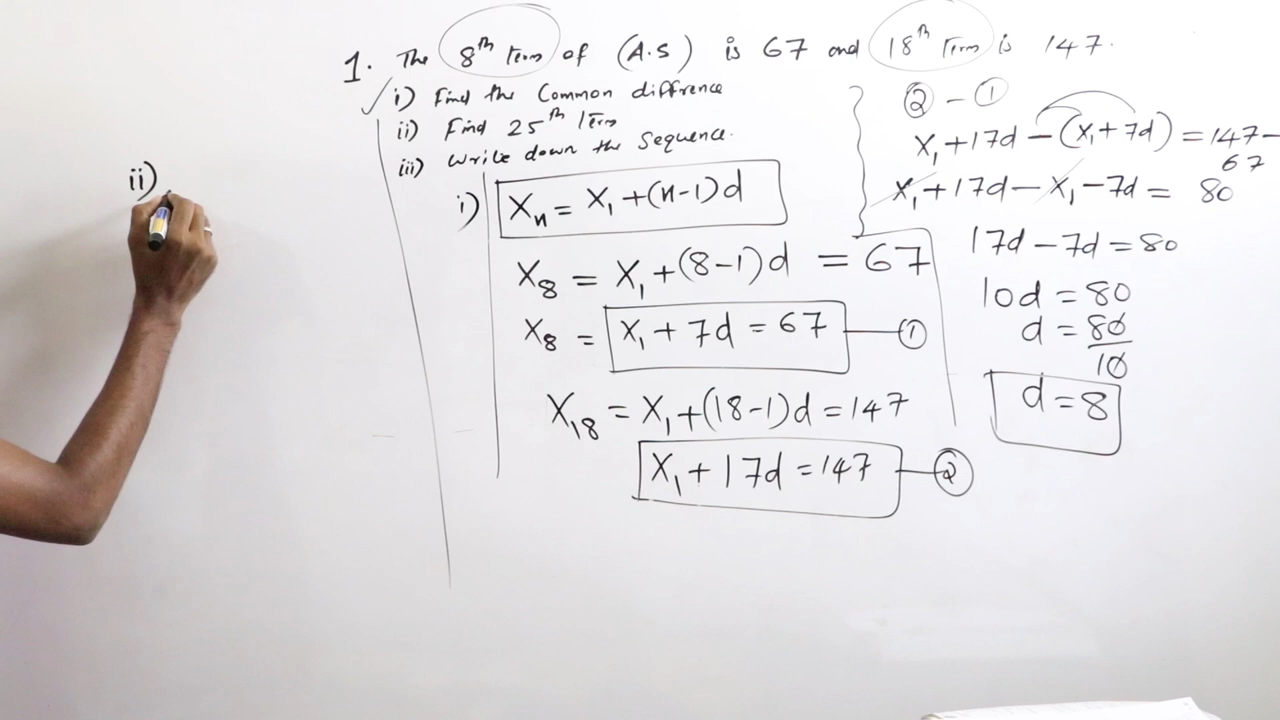 1. The 8th term of (A.S) is 67 and 18th Term is 147.
i) Find the Common diffrence
ii) Find 25th Term
iii) Write down the Sequence.
i) Xn = X1 + (n-1)d
X8 = X1 + (8-1)d = 67
X8 = X1 + 7d = 67 ①
X18 = X1 + (18-1)d = 147
X1 + 17d = 147 ②
② - ①
X1 + 17d - (X1 + 7d) = 147 -
67
X1 + 17d - X1 - 7d = 80
17d - 7d = 80
10d = 80
d = 80
10
d = 8
ii)